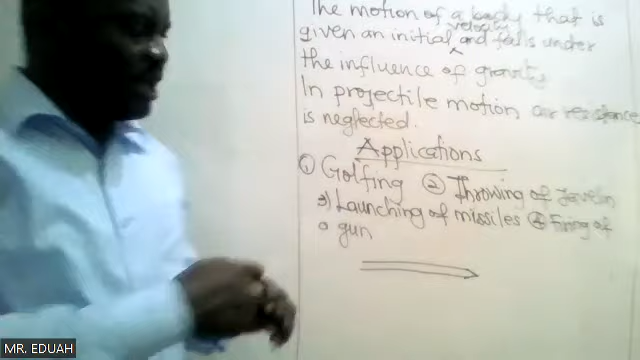 The motion of a body that is
given an initial velocity and falls under
the influence of gravity
In projectile motion air resistance
is neglected.
Applications
① Golfing ② Throwing of Javelin
3) Launching of missiles ④ Firing of
a gun
MR. EDUAH